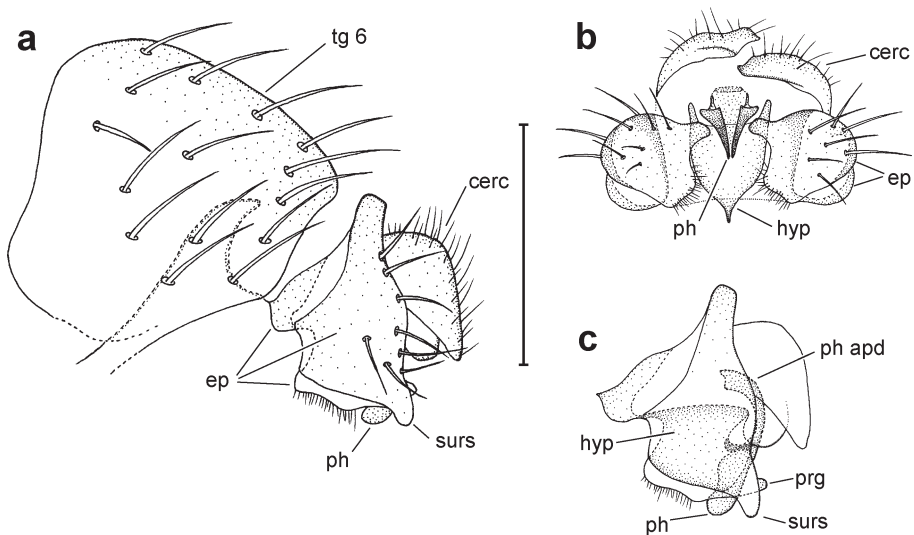 a
tg 6
cerc
ep
ph
surs
b
cerc
ep
ph
hyp
c
ph apd
hyp
prg
ph
surs